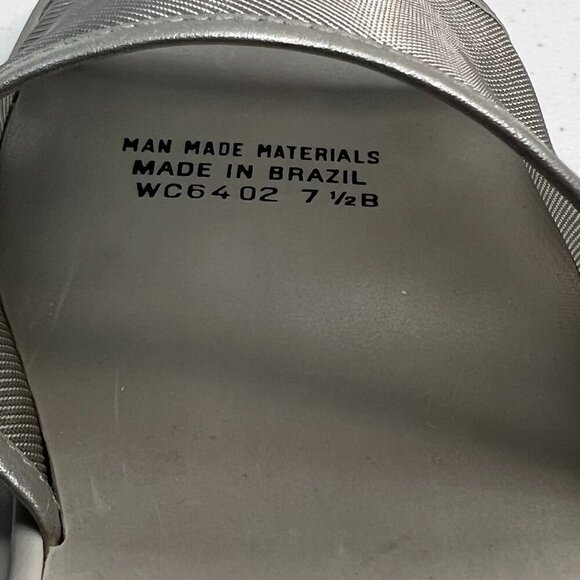 MAN MADE MATERIALS
MADE IN BRAZIL
WC6402 7 ½B